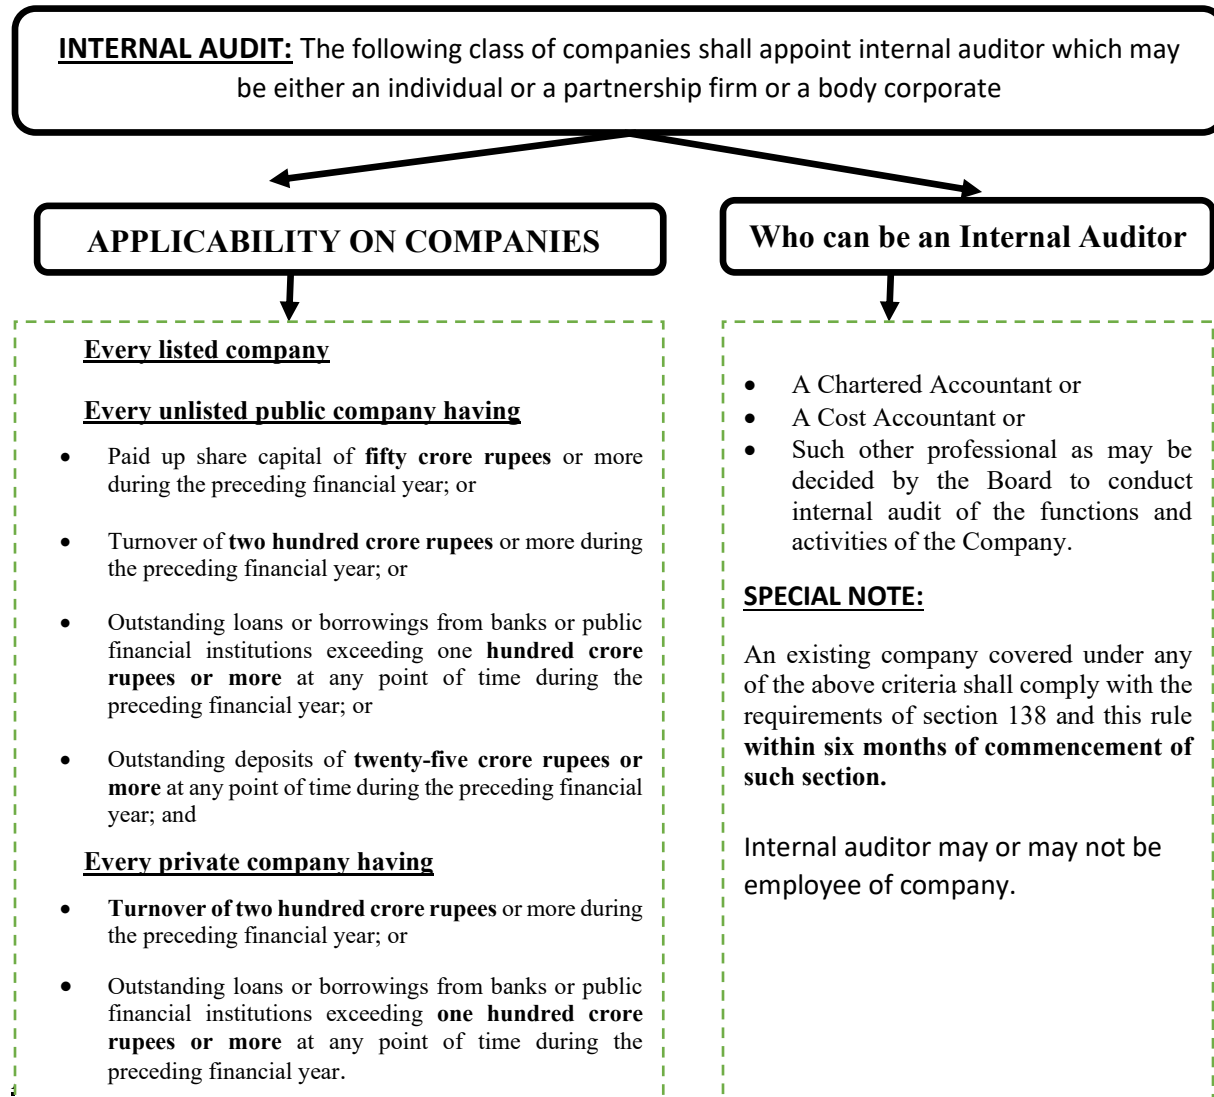 INTERNAL AUDIT: The following class of companies shall appoint internal auditor which may
be either an individual or a partnership firm or a body corporate
APPLICABILITY ON COMPANIES
Every listed company
Every unlisted public company having
• Paid up share capital of fifty crore rupees or more
during the preceding financial year; or
• Turnover of two hundred crore rupees or more during
the preceding financial year; or
• Outstanding loans or borrowings from banks or public
financial institutions exceeding one hundred crore
rupees or more at any point of time during the
preceding financial year; or
• Outstanding deposits of twenty-five crore rupees or
more at any point of time during the preceding financial
year; and
Every private company having
• Turnover of two hundred crore rupees or more during
the preceding financial year; or
• Outstanding loans or borrowings from banks or public
financial institutions exceeding one hundred crore
rupees or more at any point of time during the
preceding financial year.
Who can be an Internal Auditor
• A Chartered Accountant or
• A Cost Accountant or
• Such other professional as may be
decided by the Board to conduct
internal audit of the functions and
activities of the Company.
SPECIAL NOTE:
An existing company covered under any
of the above criteria shall comply with the
requirements of section 138 and this rule
within six months of commencement of
such section.
Internal auditor may or may not be
employee of company.